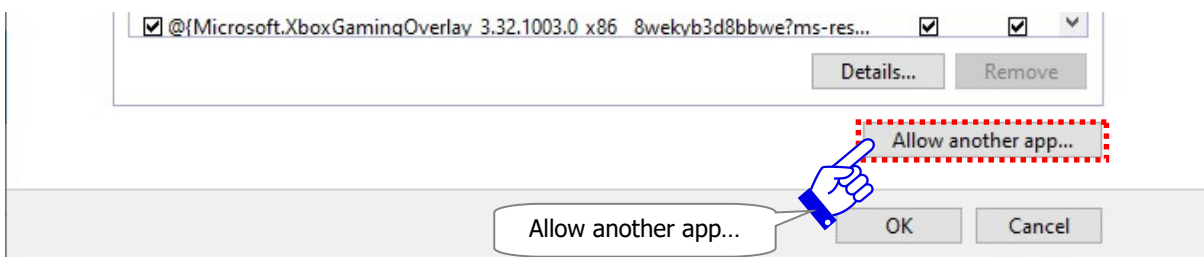 @{Microsoft.XboxGamingOverlay_3.32.1003.0_x86__8wekyb3d8bbwe?ms-res...
Details... Remove
Allow another app...
Allow another app…
OK Cancel